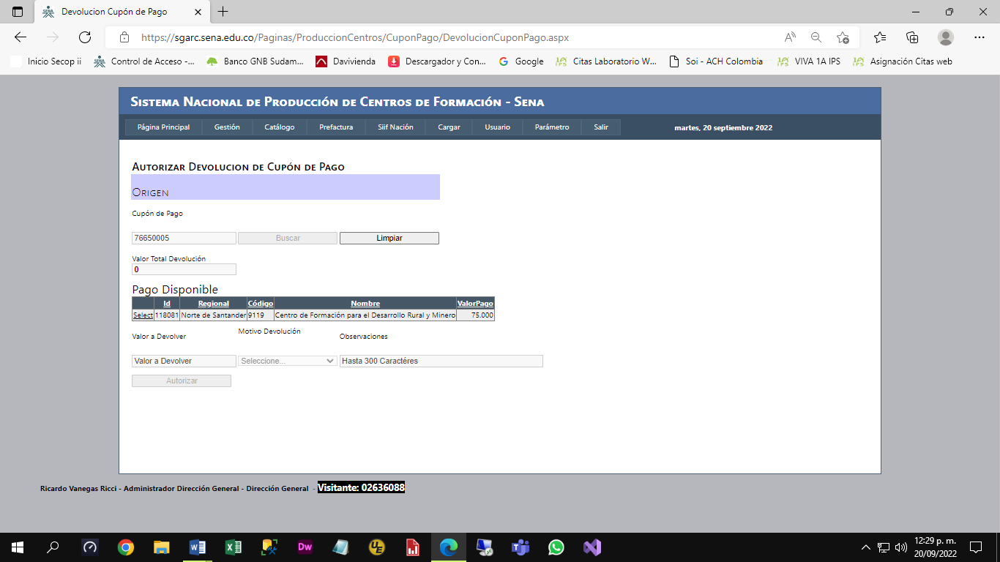 Devolucion Cupón de Pago
https://sgarc.sena.edu.co/Paginas/ProduccionCentros/CuponPago/DevolucionCuponPago.aspx
Inicio Secop ii Control de Acceso -... Banco GNB Sudam... Davivienda Descargador y Con... Google Citas Laboratorio W... Soi - ACH Colombia VIVA 1A IPS Asignación Citas web
Sistema Nacional de Producción de Centros de Formación - Sena
Página Principal Gestión Catálogo Prefactura Siif Nación Cargar Usuario Parámetro Salir martes, 20 septiembre 2022
Autorizar Devolucion de Cupón de Pago
Origen
Cupón de Pago
76650005 Buscar Limpiar
Valor Total Devolución
0
Pago Disponible
Id Regional Código Nombre ValorPago
Select 118081 Norte de Santander 9119 Centro de Formación para el Desarrollo Rural y Minero 75.000
Valor a Devolver Motivo Devolución Observaciones
Valor a Devolver Seleccione... Hasta 300 Caractéres
Autorizar
Ricardo Vanegas Ricci - Administrador Dirección General - Dirección General - Visitante: 02636088
12:29 p. m.
20/09/2022